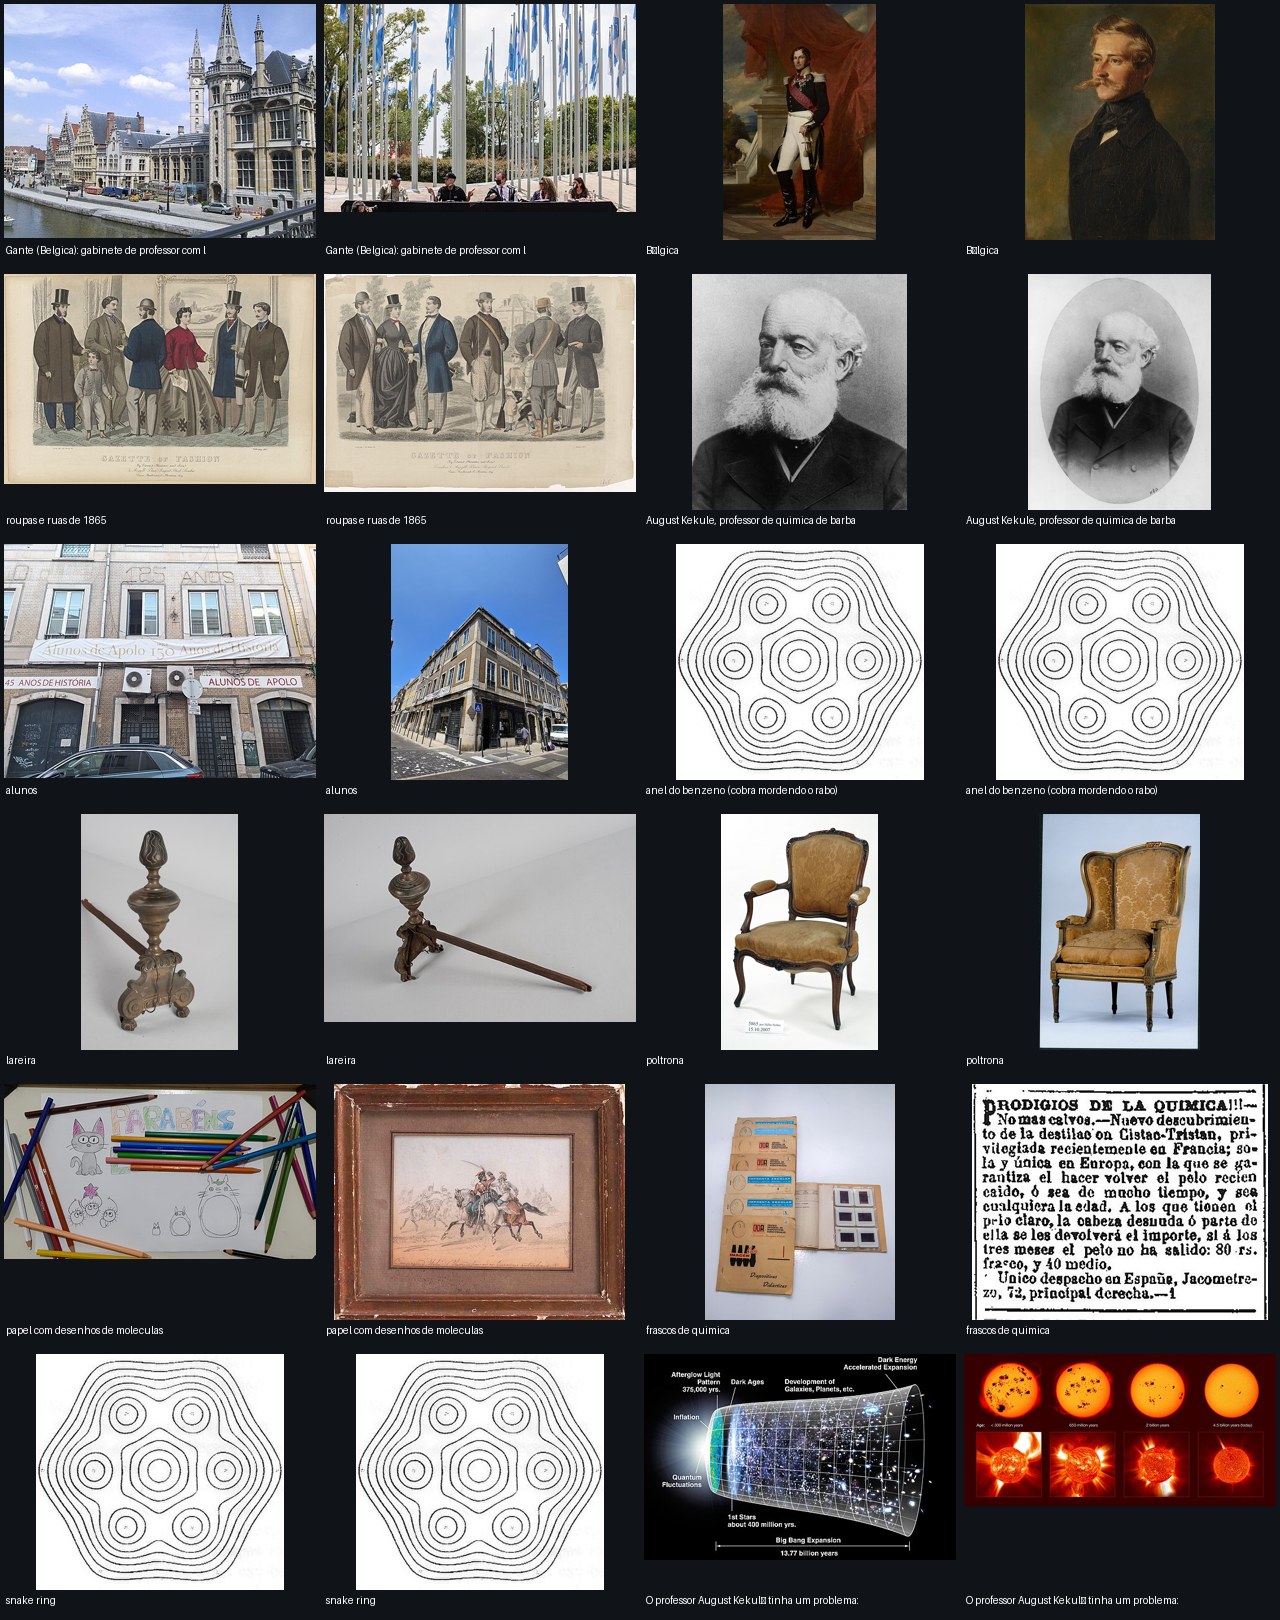 Gante (Belgica): gabinete de professor com l
Gante (Belgica): gabinete de professor com l
B□lgica
B□lgica
GAZETTE OF FASHION
GAZETTE OF FASHION
roupas e ruas de 1865
roupas e ruas de 1865
August Kekule, professor de quimica de barba
August Kekule, professor de quimica de barba
125 ANOS
Alunos de Apolo 150 Anos de História
45 ANOS DE HISTÓRIA
ALUNOS DE APOLO
alunos
alunos
anel do benzeno (cobra mordendo o rabo)
anel do benzeno (cobra mordendo o rabo)
lareira
lareira
poltrona
poltrona
PARABÉNS
PRODIGIOS DE LA QUIMICA!!!—
No mas calvos.—Nuevo descubrimien-
to de la desilac on Cistac-Tristan, pri-
vilegiada recientemente en Francia; so-
la y única en Europa, con la que se ga-
rantiza el hacer volver el pelo recien
caido, ó sea de mucho tiempo, y sea
cualquiera la edad. A los que tienen el
pelo claro, la cabeza desnuda ó parte de
ella se les devolverá el importe, si á los
tres meses el pelo no ha salido: 80 rs.
frasco, y 40 medio.
Unico despacho en España, Jacometre-
zo, 72, principal derecha.—1
papel com desenhos de moleculas
papel com desenhos de moleculas
frascos de quimica
frascos de quimica
Afterglow Light
Pattern
375,000 yrs.
Dark Ages
Development of
Galaxies, Planets, etc.
Dark Energy
Accelerated Expansion
Inflation
Quantum
Fluctuations
1st Stars
about 400 million yrs.
Big Bang Expansion
13.77 billion years
snake ring
snake ring
O professor August Kekul□ tinha um problema:
O professor August Kekul□ tinha um problema: